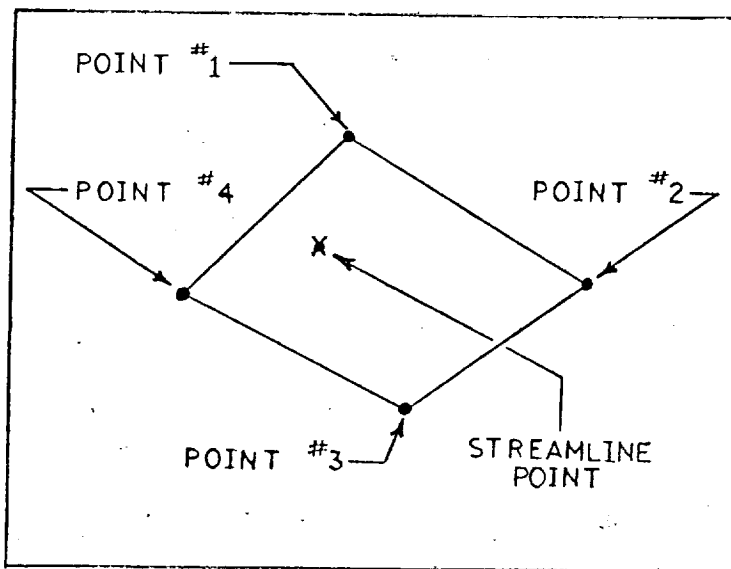 POINT #1
POINT #4
POINT #2
X
POINT #3
STREAMLINE
POINT